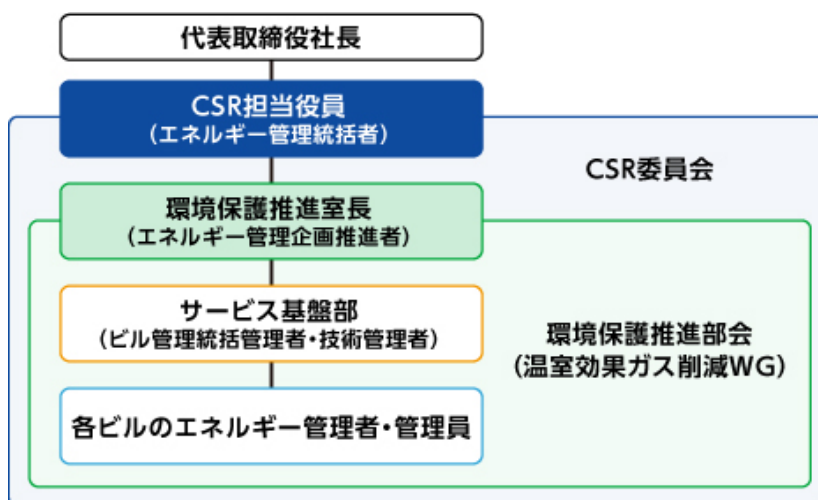 代表取締役社長
CSR担当役員
（エネルギー管理統括者）
CSR委員会
環境保護推進室長
（エネルギー管理企画推進者）
サービス基盤部
（ビル管理統括管理者・技術管理者）
環境保護推進部会
（温室効果ガス削減WG）
各ビルのエネルギー管理者・管理員